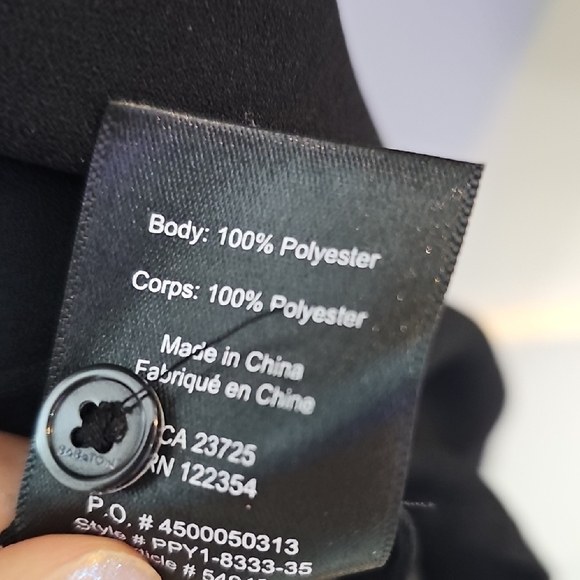 Body: 100% Polyester
Corps: 100% Polyester
Made in China
Fabriqué en Chine
CA 23725
RN 122354
P.O. # 4500050313
Style # PPY1-8333-35
# 
BABATON